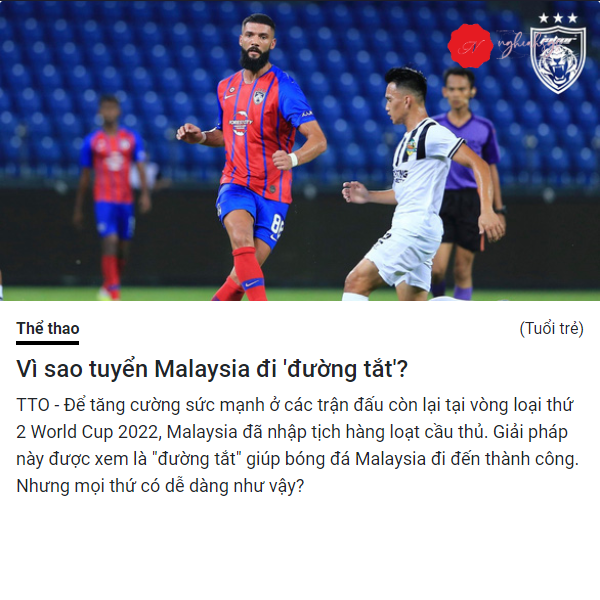 Thể thao
(Tuổi trẻ)
Vì sao tuyển Malaysia đi 'đường tắt'?
TTO - Để tăng cường sức mạnh ở các trận đấu còn lại tại vòng loại thứ
2 World Cup 2022, Malaysia đã nhập tịch hàng loạt cầu thủ. Giải pháp
này được xem là "đường tắt" giúp bóng đá Malaysia đi đến thành công.
Nhưng mọi thứ có dễ dàng như vậy?